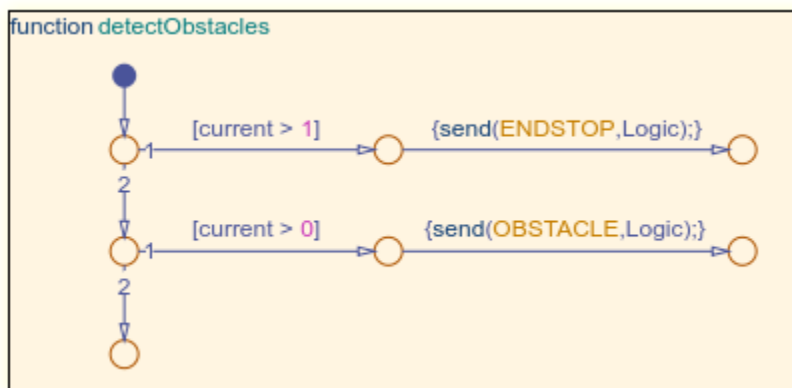 function detectObstacles
[current > 1] {send(ENDSTOP,Logic);}
1
2
[current > 0] {send(OBSTACLE,Logic);}
1
2